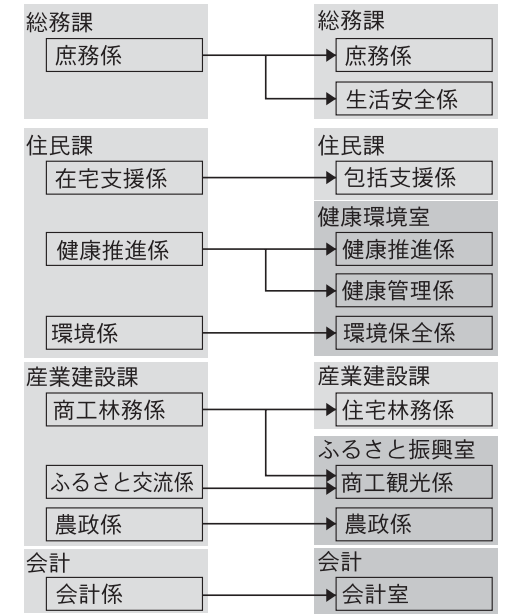 総務課
庶務係
総務課
庶務係
生活安全係
住民課
在宅支援係
健康推進係
環境係
住民課
包括支援係
健康環境室
健康推進係
健康管理係
環境保全係
産業建設課
商工林務係
ふるさと交流係
農政係
産業建設課
住宅林務係
ふるさと振興室
商工観光係
農政係
会計
会計係
会計
会計室